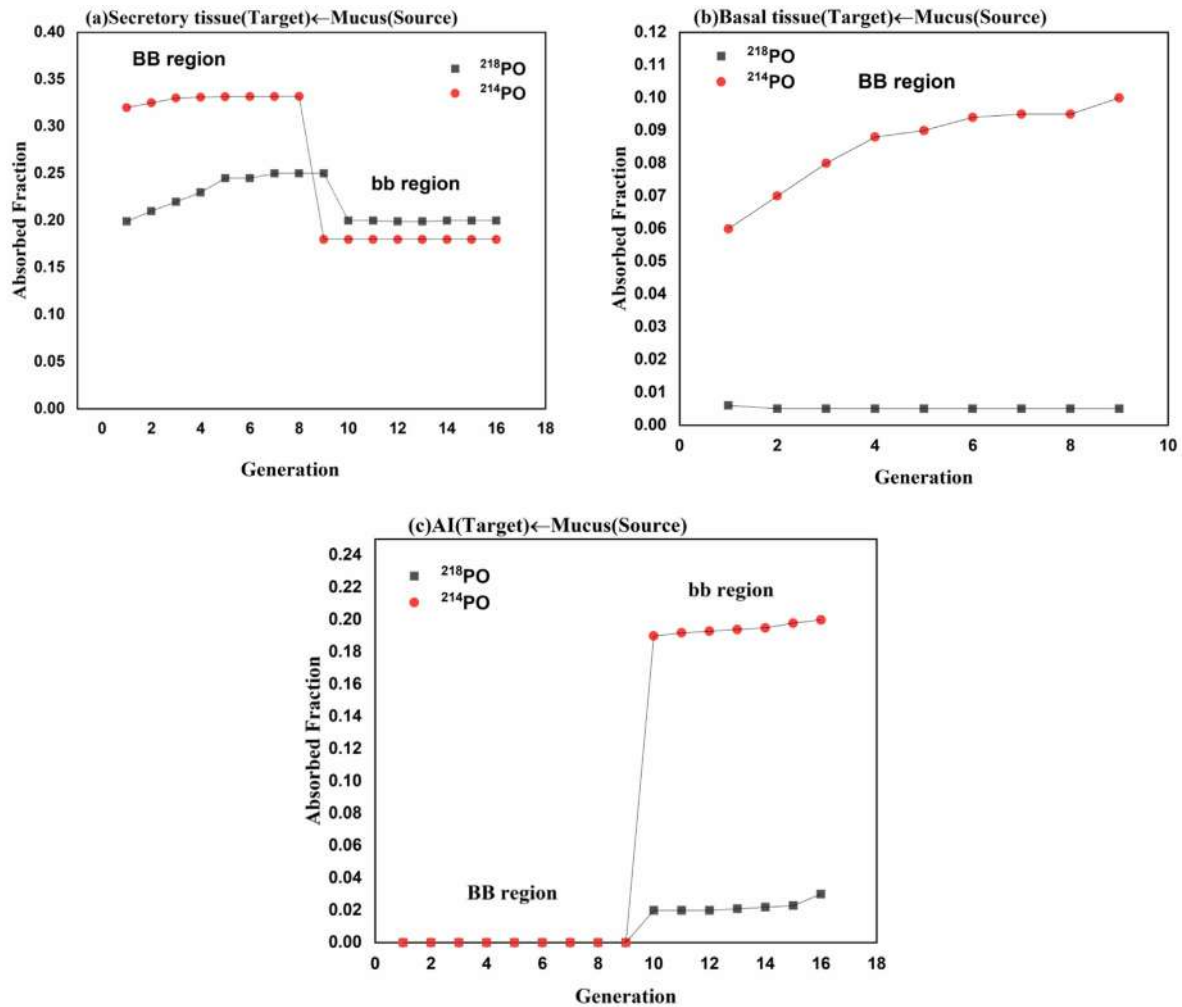 (a)Secretory tissue(Target)←Mucus(Source)
0.40
0.35
0.30
0.25
0.20
0.15
0.10
0.05
0.00
Absorbed Fraction
BB region
218PO
214PO
bb region
0 2 4 6 8 10 12 14 16 18
Generation
(b)Basal tissue(Target)←Mucus(Source)
0.12
0.11
0.10
0.09
0.08
0.07
0.06
0.05
0.04
0.03
0.02
0.01
0.00
Absorbed Fraction
218PO
214PO
BB region
0 2 4 6 8 10
Generation
(c)AI(Target)←Mucus(Source)
0.24
0.22
0.20
0.18
0.16
0.14
0.12
0.10
0.08
0.06
0.04
0.02
0.00
Absorbed Fraction
218PO
214PO
bb region
BB region
0 2 4 6 8 10 12 14 16 18
Generation